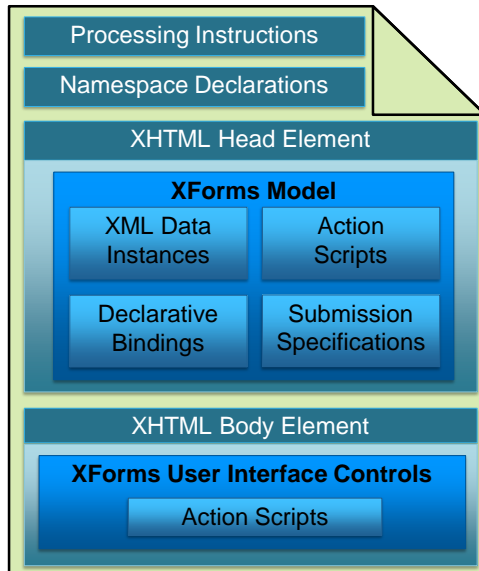 Processing Instructions
Namespace Declarations
XHTML Head Element
XForms Model
XML Data
Instances
Action
Scripts
Declarative
Bindings
Submission
Specifications
XHTML Body Element
XForms User Interface Controls
Action Scripts